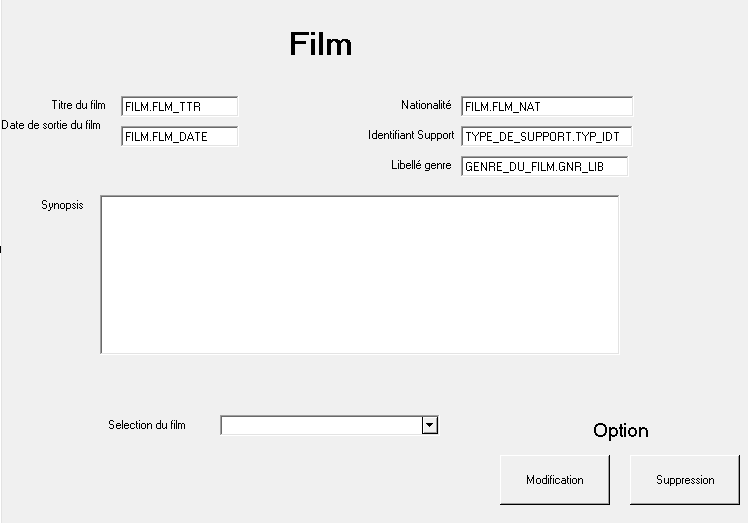 Film
Titre du film FILM.FLM_TTR Nationalité FILM.FLM_NAT
Date de sortie du film FILM.FLM_DATE Identifiant Support TYPE_DE_SUPPORT.TYP_IDT
Libellé genre GENRE_DU_FILM.GNR_LIB
Synopsis
Selection du film
Option
Modification Suppression